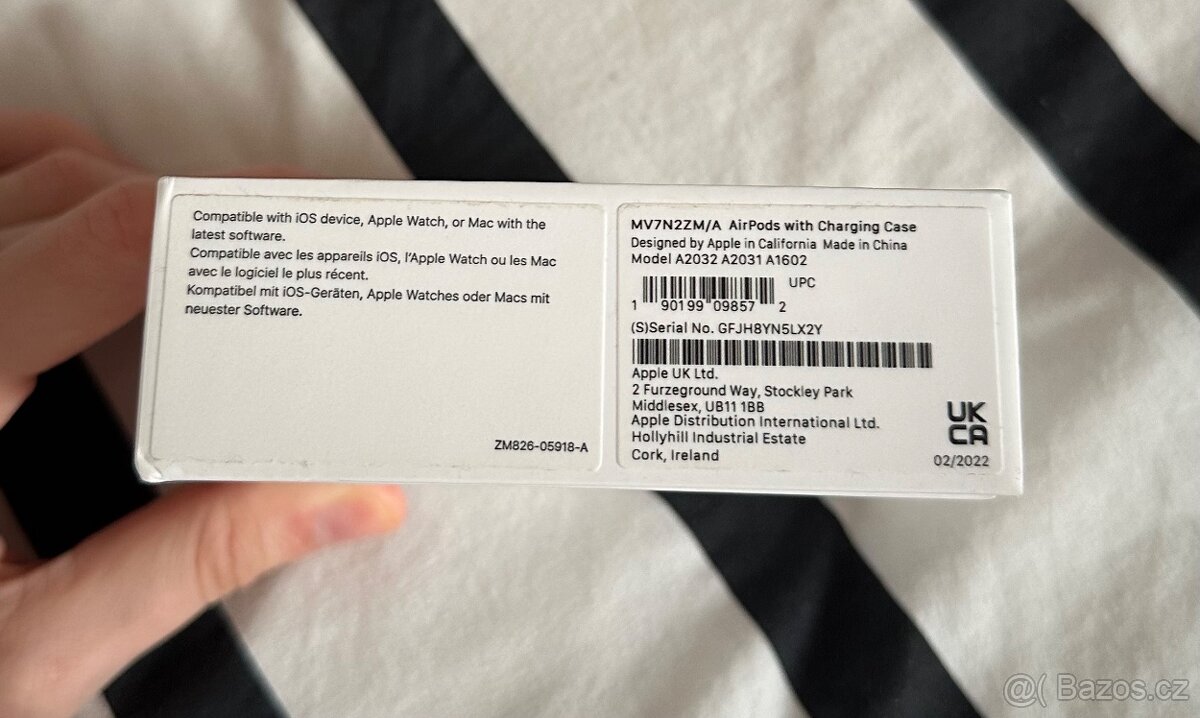 Compatible with iOS device, Apple Watch, or Mac with the
latest software.
Compatible avec les appareils iOS, l'Apple Watch ou les Mac
avec le logiciel le plus récent.
Kompatibel mit iOS-Geräten, Apple Watches oder Macs mit
neuester Software.
ZM826-05918-A
MV7N2ZM/A AirPods with Charging Case
Designed by Apple in California Made in China
Model A2032 A2031 A1602
UPC
1 90199 09857 2
(S)Serial No. GFJH8YN5LX2Y
Apple UK Ltd.
2 Furzeground Way, Stockley Park
Middlesex, UB11 1BB
Apple Distribution International Ltd.
Hollyhill Industrial Estate
Cork, Ireland
UK
CA
02/2022
@( Bazos.cz